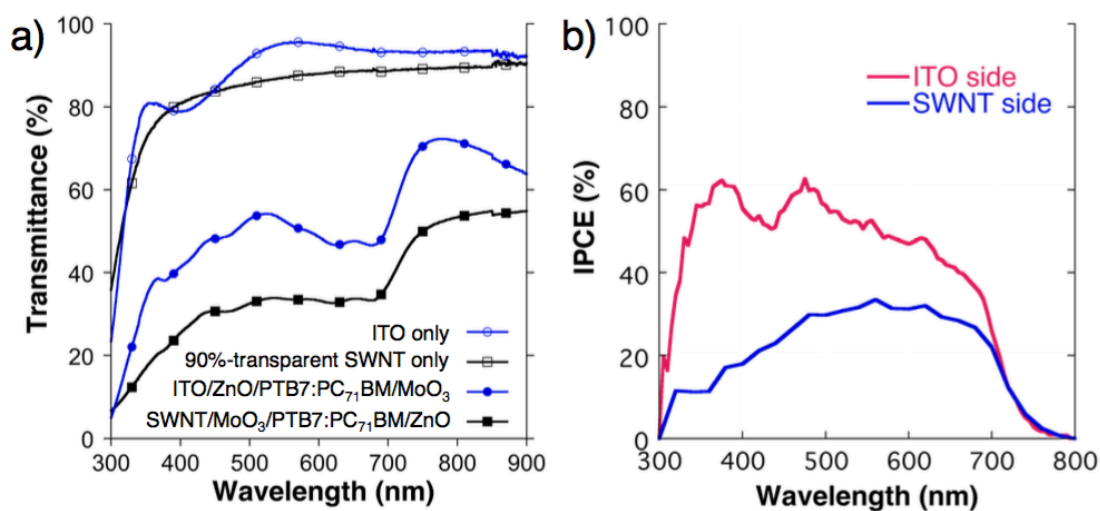 a)
Transmittance (%)
100
80
60
40
20
0
300 400 500 600 700 800 900
Wavelength (nm)
ITO only
90%-transparent SWNT only
ITO/ZnO/PTB7:PC₇₁BM/MoO₃
SWNT/MoO₃/PTB7:PC₇₁BM/ZnO
b)
IPCE (%)
100
80
60
40
20
0
300 400 500 600 700 800
Wavelength (nm)
ITO side
SWNT side